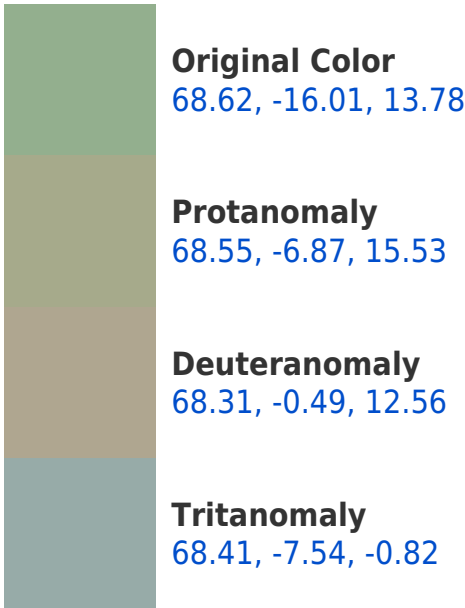 Original Color
68.62, -16.01, 13.78
Protanomaly
68.55, -6.87, 15.53
Deuteranomaly
68.31, -0.49, 12.56
Tritanomaly
68.41, -7.54, -0.82